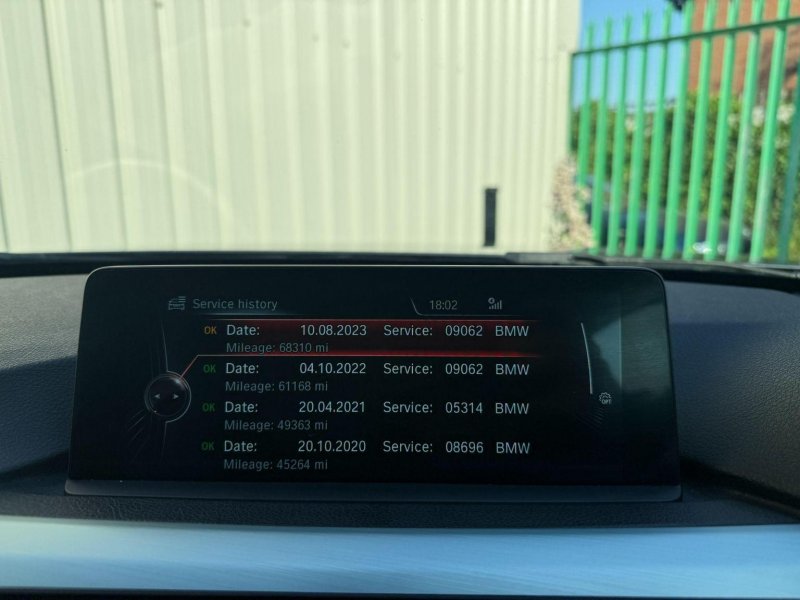 Service history 18:02
OK Date: 10.08.2023 Service: 09062 BMW
Mileage: 68310 mi
OK Date: 04.10.2022 Service: 09062 BMW
Mileage: 61168 mi
OK Date: 20.04.2021 Service: 05314 BMW
Mileage: 49363 mi
OK Date: 20.10.2020 Service: 08696 BMW
Mileage: 45264 mi
OPT